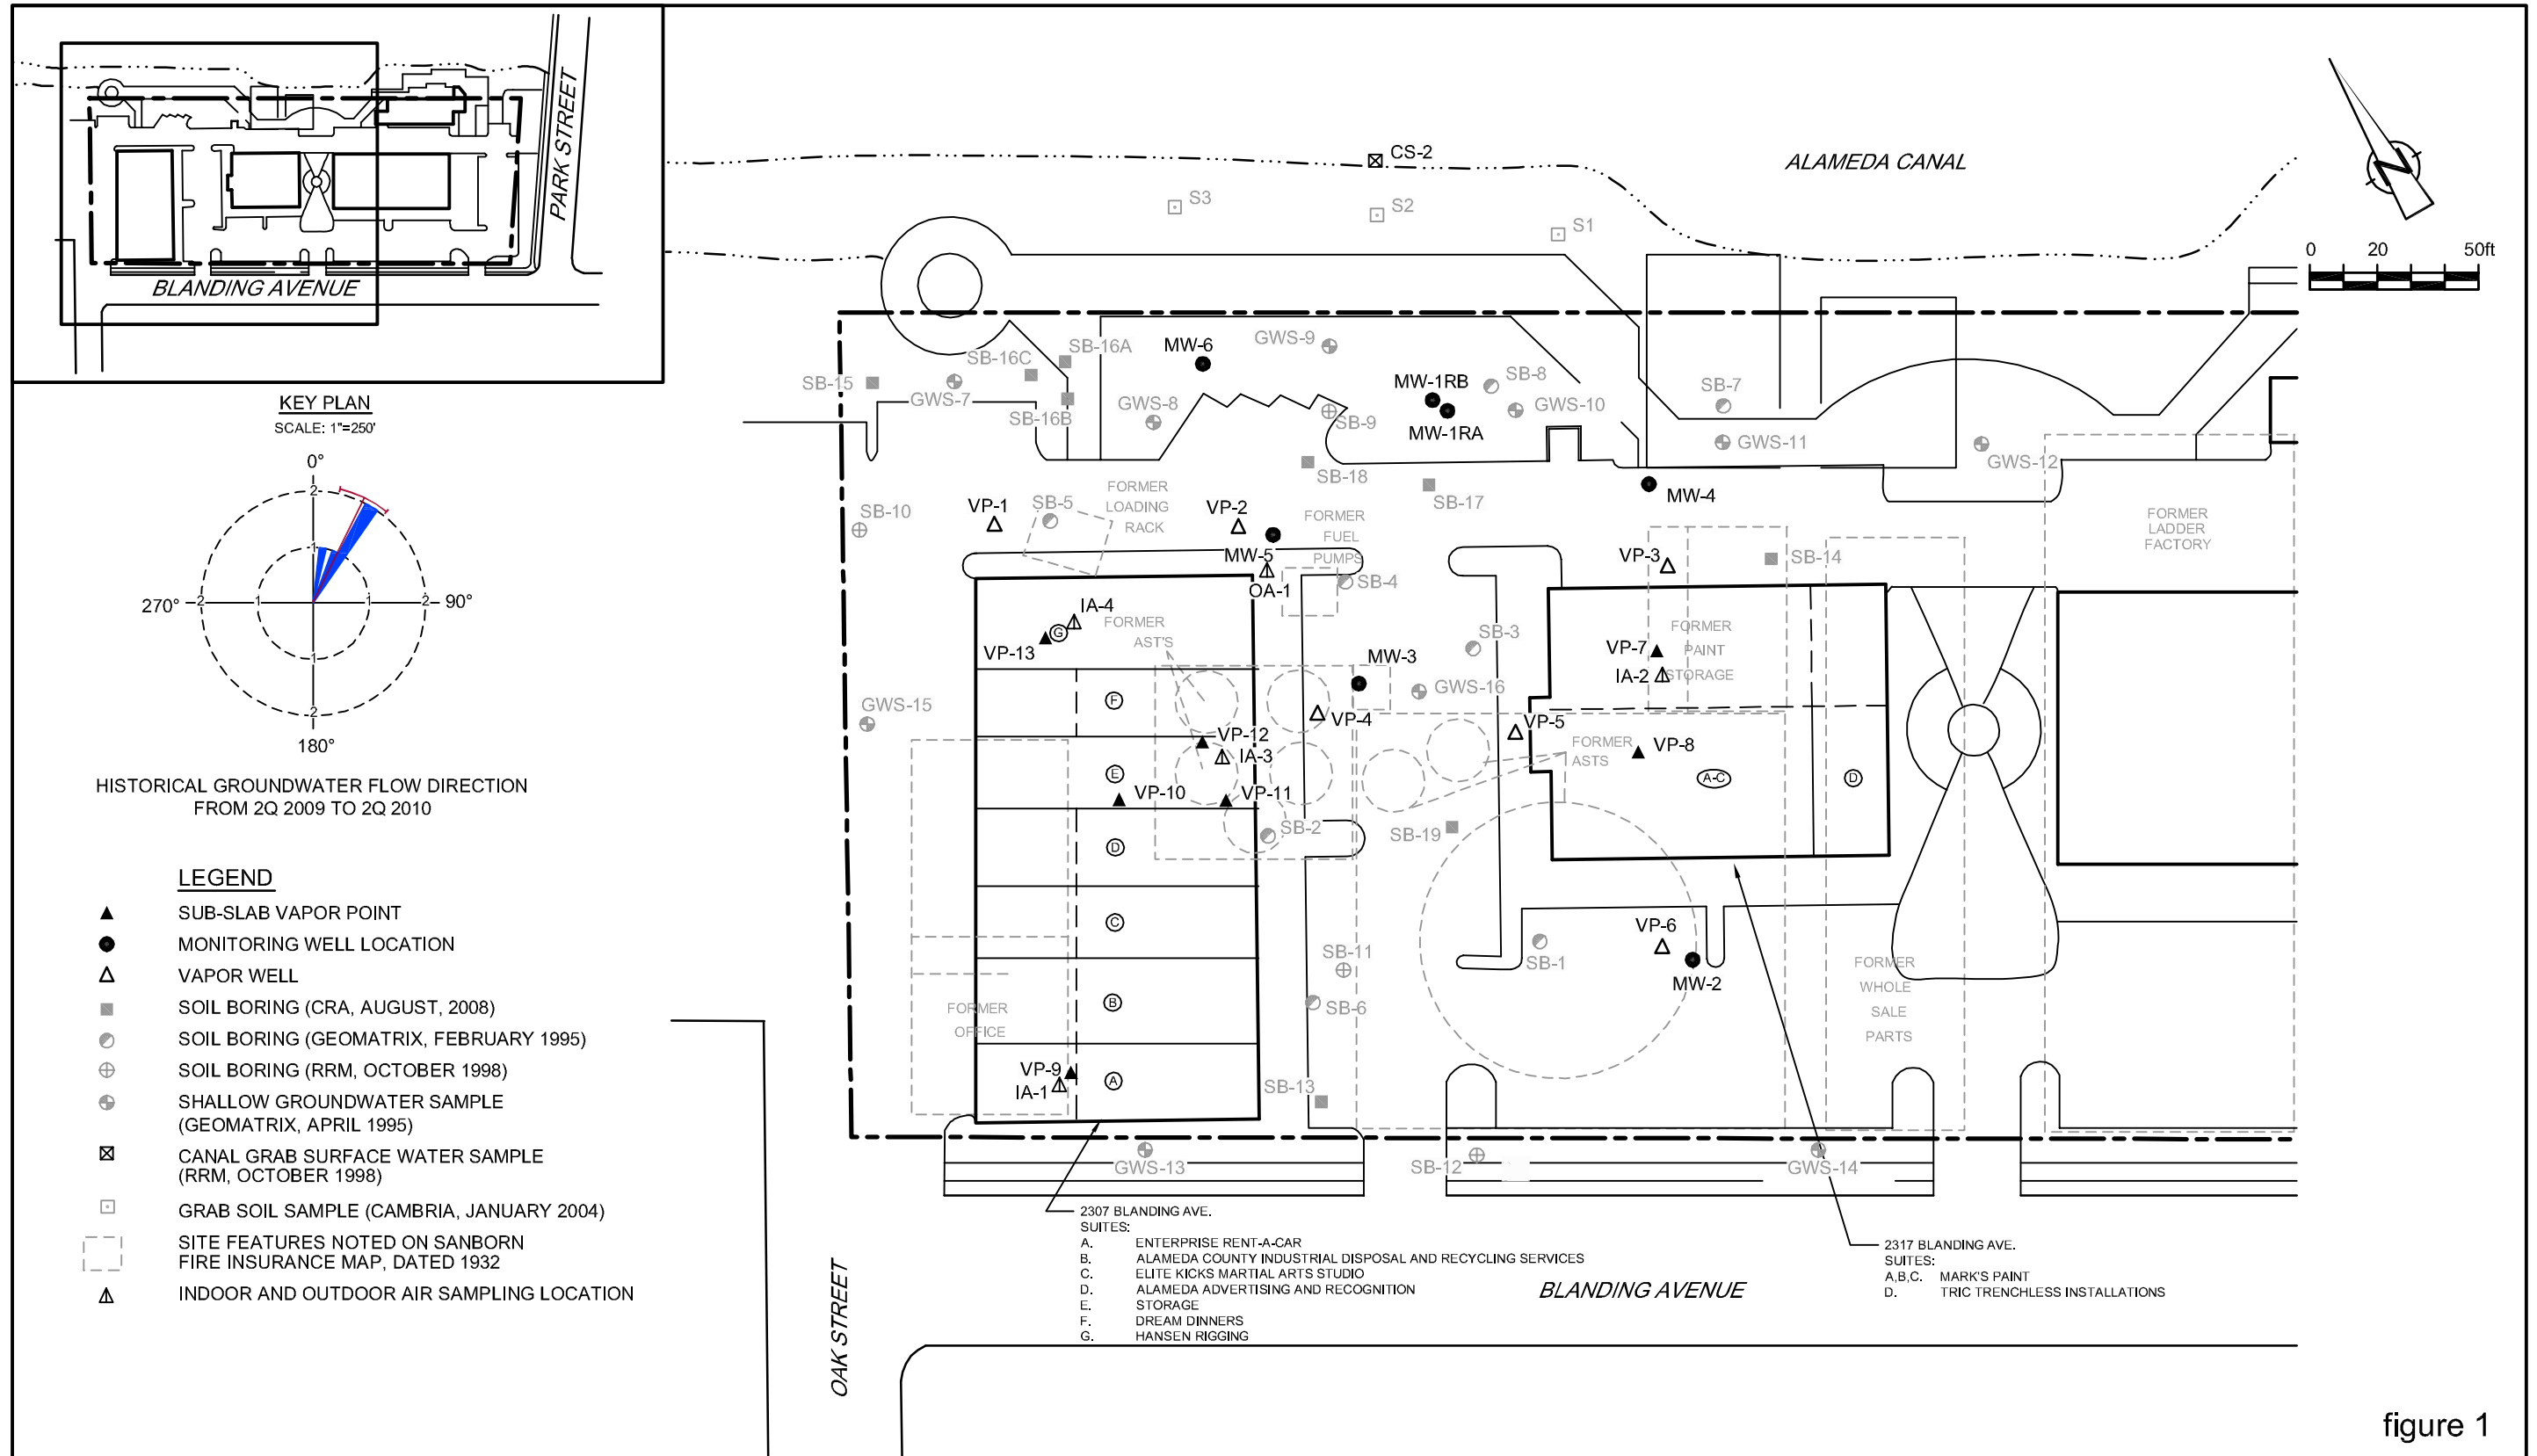 PARK STREET
BLANDING AVENUE
KEY PLAN
SCALE: 1"=250'
0°
2
1
270°
2
1
1
2
90°
1
2
180°
HISTORICAL GROUNDWATER FLOW DIRECTION
FROM 2Q 2009 TO 2Q 2010
LEGEND
SUB-SLAB VAPOR POINT
MONITORING WELL LOCATION
VAPOR WELL
SOIL BORING (CRA, AUGUST, 2008)
SOIL BORING (GEOMATRIX, FEBRUARY 1995)
SOIL BORING (RRM, OCTOBER 1998)
SHALLOW GROUNDWATER SAMPLE
(GEOMATRIX, APRIL 1995)
CANAL GRAB SURFACE WATER SAMPLE
(RRM, OCTOBER 1998)
GRAB SOIL SAMPLE (CAMBRIA, JANUARY 2004)
SITE FEATURES NOTED ON SANBORN
FIRE INSURANCE MAP, DATED 1932
INDOOR AND OUTDOOR AIR SAMPLING LOCATION
CS-2
ALAMEDA CANAL
N
S3
S2
S1
0 20 50ft
SB-16A
MW-6
GWS-9
SB-16C
SB-15
GWS-7
SB-16B
GWS-8
SB-9
MW-1RB
MW-1RA
SB-8
GWS-10
SB-7
GWS-11
GWS-12
SB-18
SB-17
MW-4
SB-10
VP-1
SB-5
FORMER
LOADING
RACK
VP-2
MW-5
OA-1
FORMER
FUEL
PUMPS
SB-4
VP-3
SB-14
FORMER
LADDER
FACTORY
IA-4
G
VP-13
FORMER
AST'S
SB-3
MW-3
GWS-16
VP-7
IA-2
FORMER
PAINT
STORAGE
GWS-15
F
VP-4
VP-5
VP-12
IA-3
E
VP-10
VP-11
FORMER
ASTS
VP-8
A-C
D
SB-2
D
SB-19
C
SB-11
SB-1
VP-6
MW-2
FORMER
WHOLE
SALE
PARTS
FORMER
OFFICE
B
SB-6
VP-9
IA-1
A
SB-13
GWS-13
SB-12
GWS-14
2307 BLANDING AVE.
SUITES:
A. ENTERPRISE RENT-A-CAR
B. ALAMEDA COUNTY INDUSTRIAL DISPOSAL AND RECYCLING SERVICES
C. ELITE KICKS MARTIAL ARTS STUDIO
D. ALAMEDA ADVERTISING AND RECOGNITION
E. STORAGE
F. DREAM DINNERS
G. HANSEN RIGGING
2317 BLANDING AVE.
SUITES:
A,B,C. MARK'S PAINT
D. TRIC TRENCHLESS INSTALLATIONS
BLANDING AVENUE
OAK STREET
figure 1